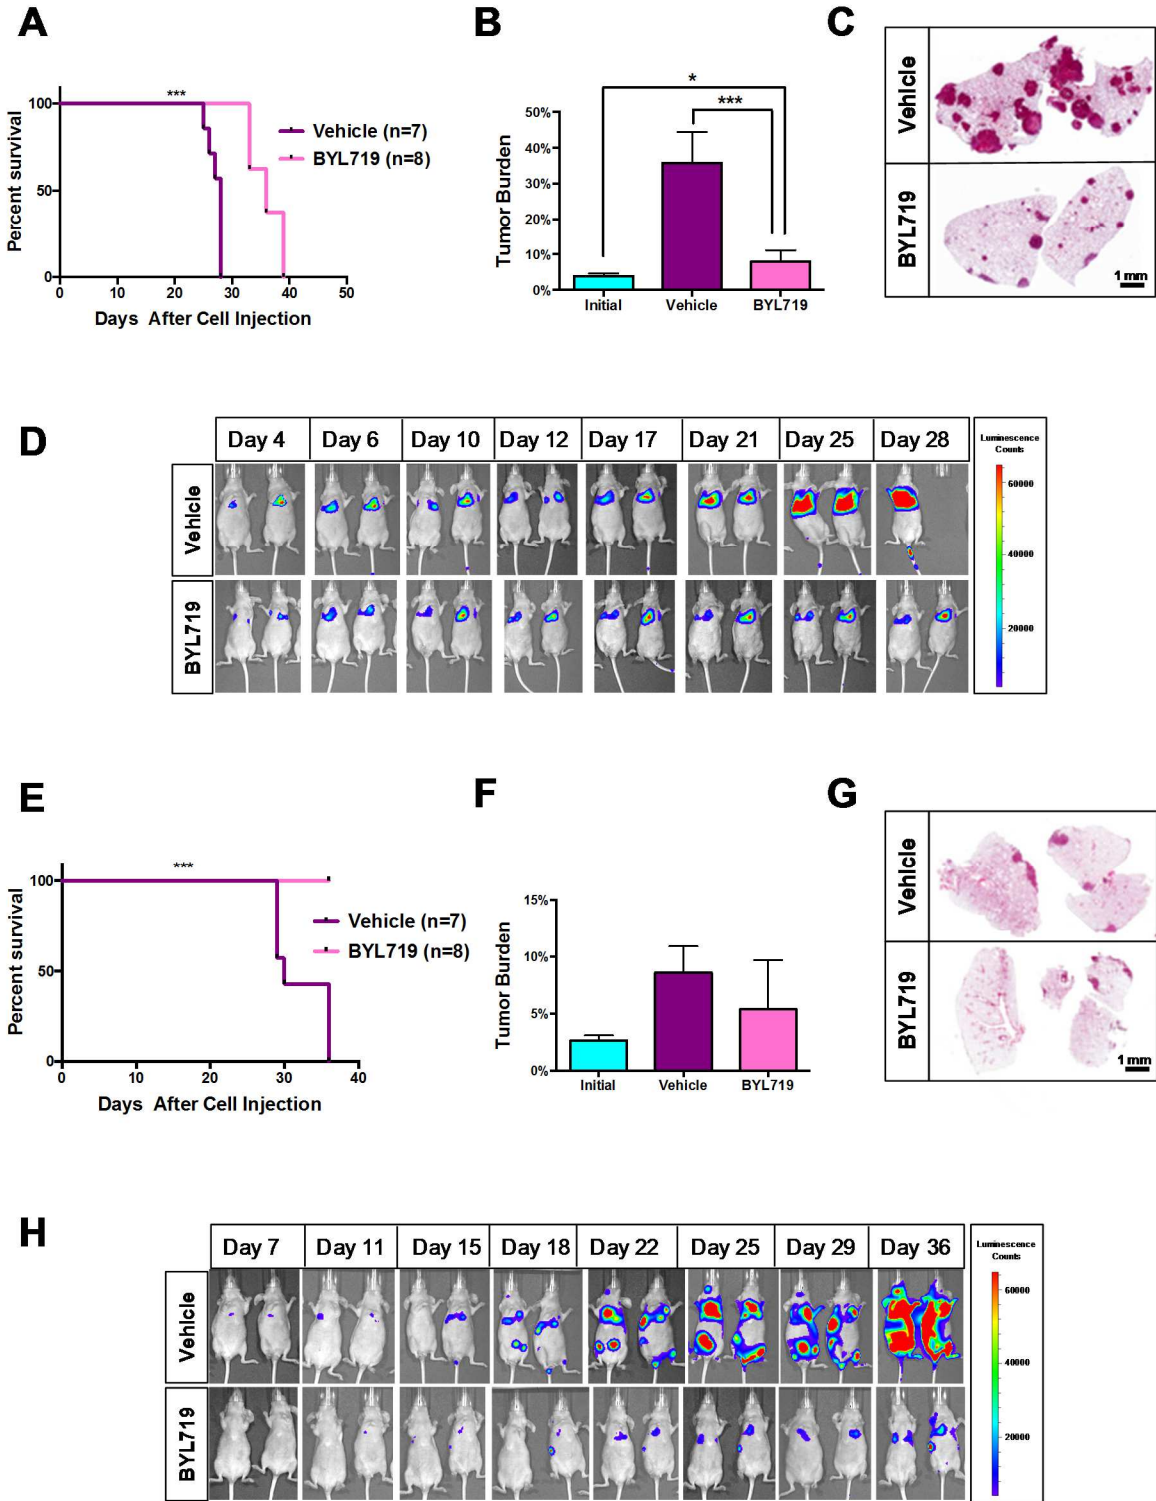 A
Percent survival
100
50
0
***
Vehicle (n=7)
BYL719 (n=8)
0 10 20 30 40 50
Days After Cell Injection
B
Tumor Burden
50%
40%
30%
20%
10%
0%
*
***
Initial Vehicle BYL719
C
Vehicle
BYL719
1 mm
D
Day 4 Day 6 Day 10 Day 12 Day 17 Day 21 Day 25 Day 28
Vehicle
BYL719
Luminescence
Counts
60000
40000
20000
E
Percent survival
100
50
0
***
Vehicle (n=7)
BYL719 (n=8)
0 10 20 30 40
Days After Cell Injection
F
Tumor Burden
15%
10%
5%
0%
Initial Vehicle BYL719
G
Vehicle
BYL719
1 mm
H
Day 7 Day 11 Day 15 Day 18 Day 22 Day 25 Day 29 Day 36
Vehicle
BYL719
Luminescence
Counts
60000
40000
20000